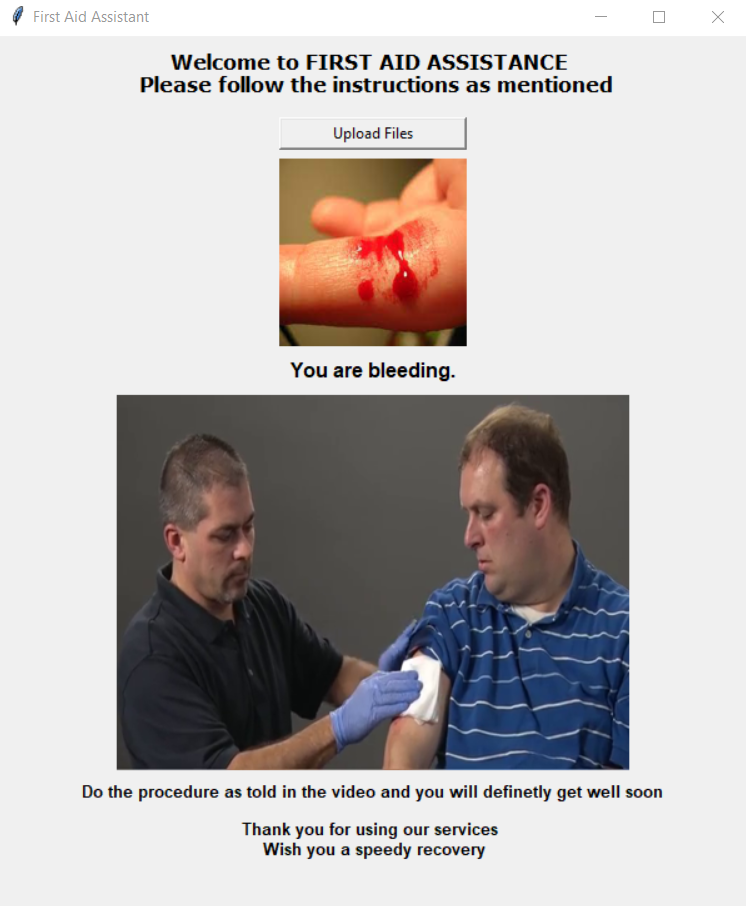 First Aid Assistant
Welcome to FIRST AID ASSISTANCE
Please follow the instructions as mentioned
Upload Files
You are bleeding.
Do the procedure as told in the video and you will definetly get well soon
Thank you for using our services
Wish you a speedy recovery